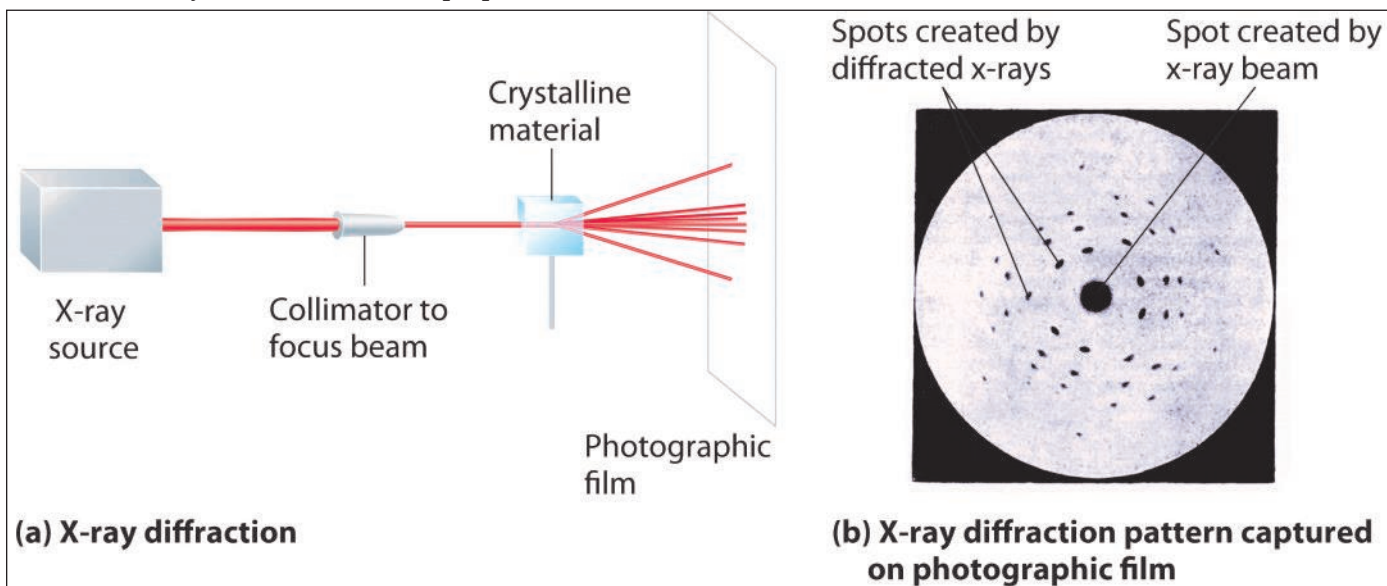 Crystalline
material
X-ray
source
Collimator to
focus beam
Photographic
film
(a) X-ray diffraction
Spots created by
diffracted x-rays
Spot created by
x-ray beam
(b) X-ray diffraction pattern captured
on photographic film